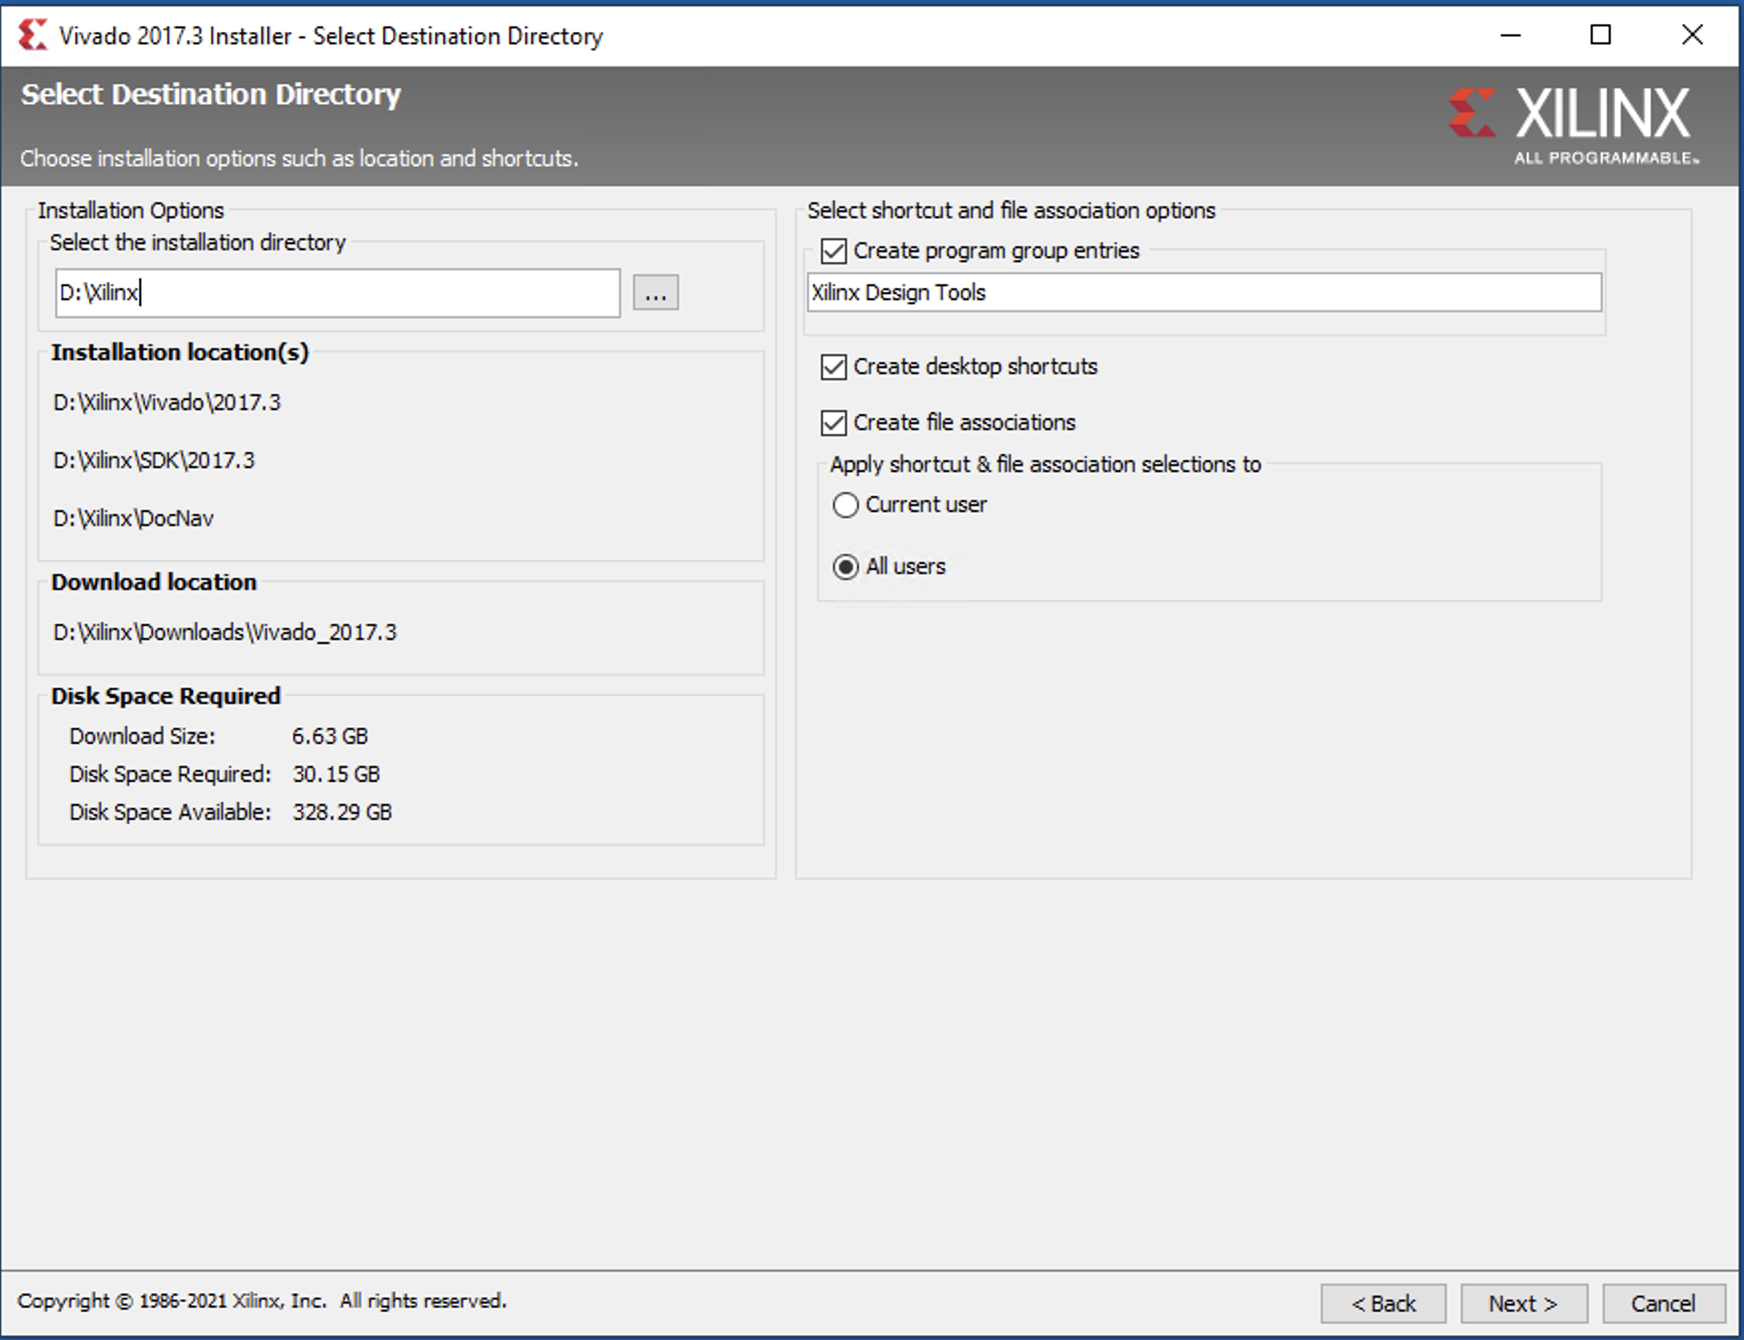 Vivado 2017.3 Installer - Select Destination Directory
Select Destination Directory
XILINX
ALL PROGRAMMABLE™
Choose installation options such as location and shortcuts.
Installation Options
Select the installation directory
D:\Xilinx
...
Installation location(s)
D:\Xilinx\Vivado\2017.3
D:\Xilinx\SDK\2017.3
D:\Xilinx\DocNav
Download location
D:\Xilinx\Downloads\Vivado_2017.3
Disk Space Required
Download Size: 6.63 GB
Disk Space Required: 30.15 GB
Disk Space Available: 328.29 GB
Select shortcut and file association options
Create program group entries
Xilinx Design Tools
Create desktop shortcuts
Create file associations
Apply shortcut & file association selections to
Current user
All users
Copyright © 1986-2021 Xilinx, Inc. All rights reserved.
< Back
Next >
Cancel